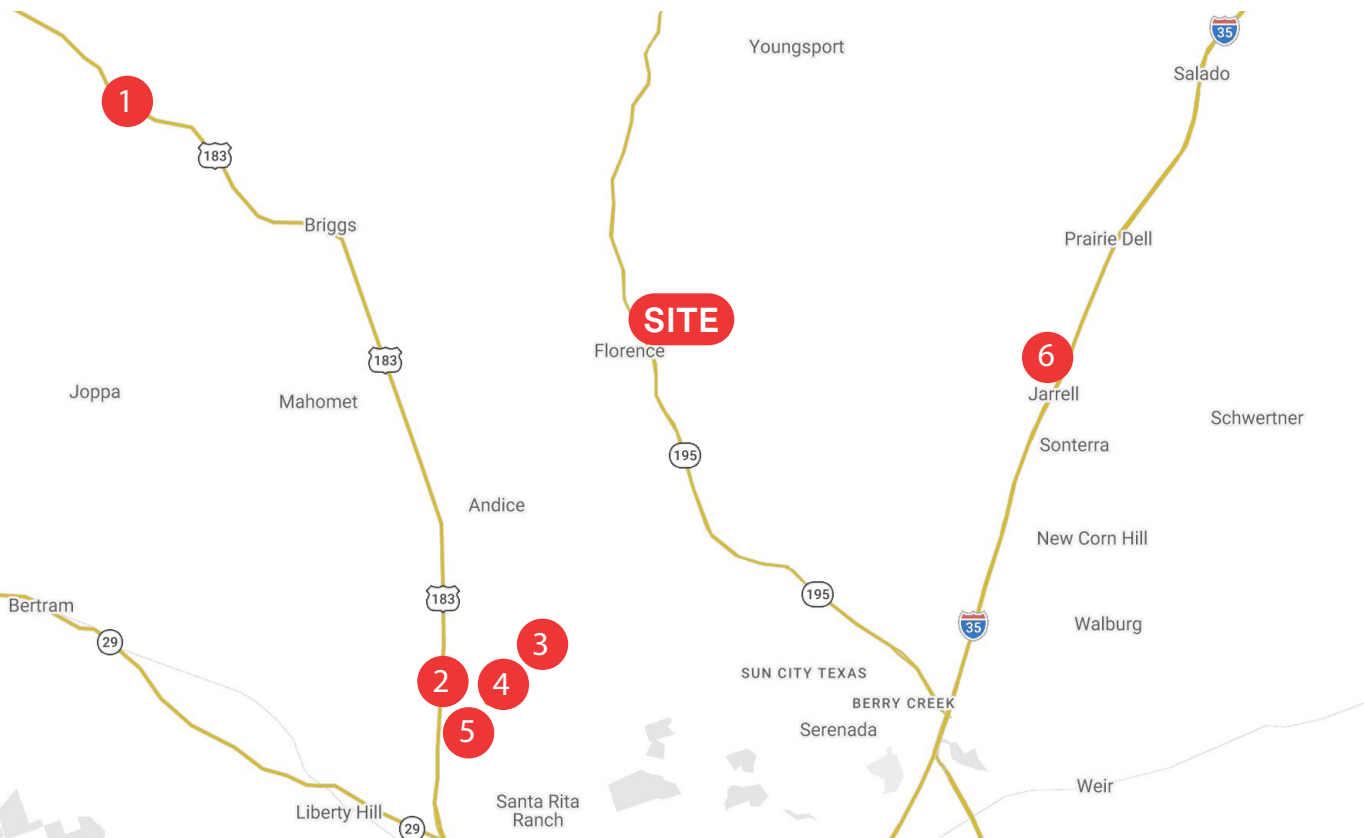 35
Youngsport
Salado
1
183
Briggs
Prairie Dell
SITE
Florence
6
183
Joppa
Mahomet
Jarrell
Schwertner
Sonterra
195
Andice
New Corn Hill
195
183
Bertram
35
Walburg
29
3
SUN CITY TEXAS
2
4
BERRY CREEK
5
Serenada
Weir
Santa Rita
Ranch
Liberty Hill
29